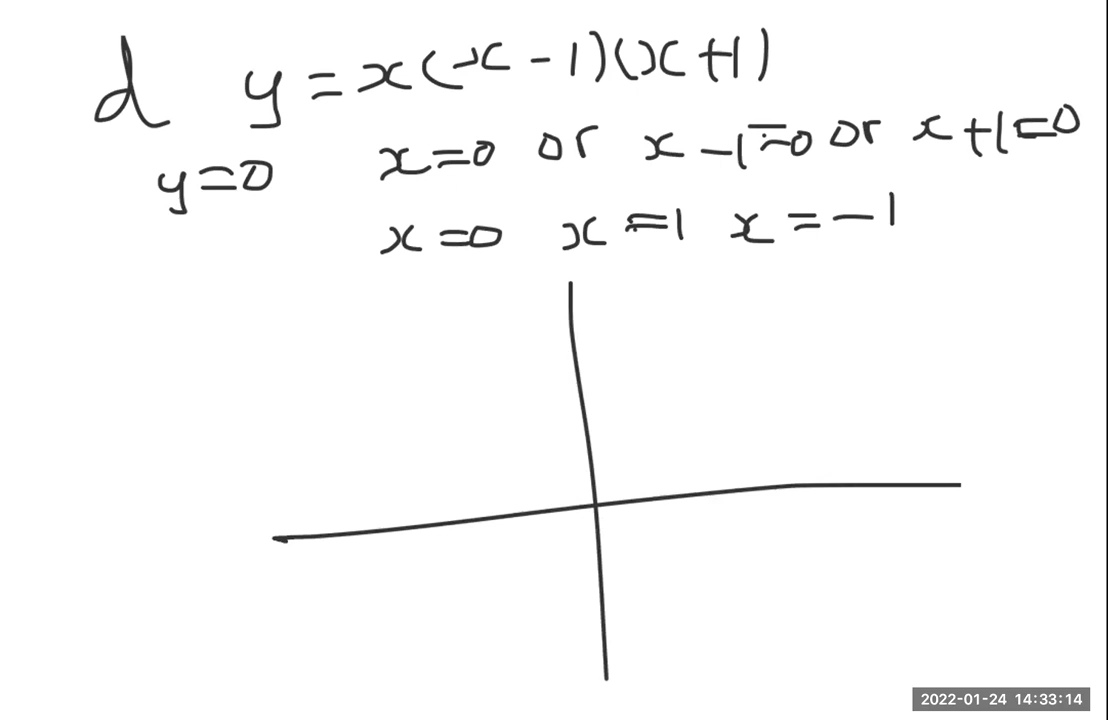 d y = x(x - 1)(x + 1)
y = 0 x = 0 or x - 1 = 0 or x + 1 = 0
x = 0 x = 1 x = -1
2022-01-24 14:33:14